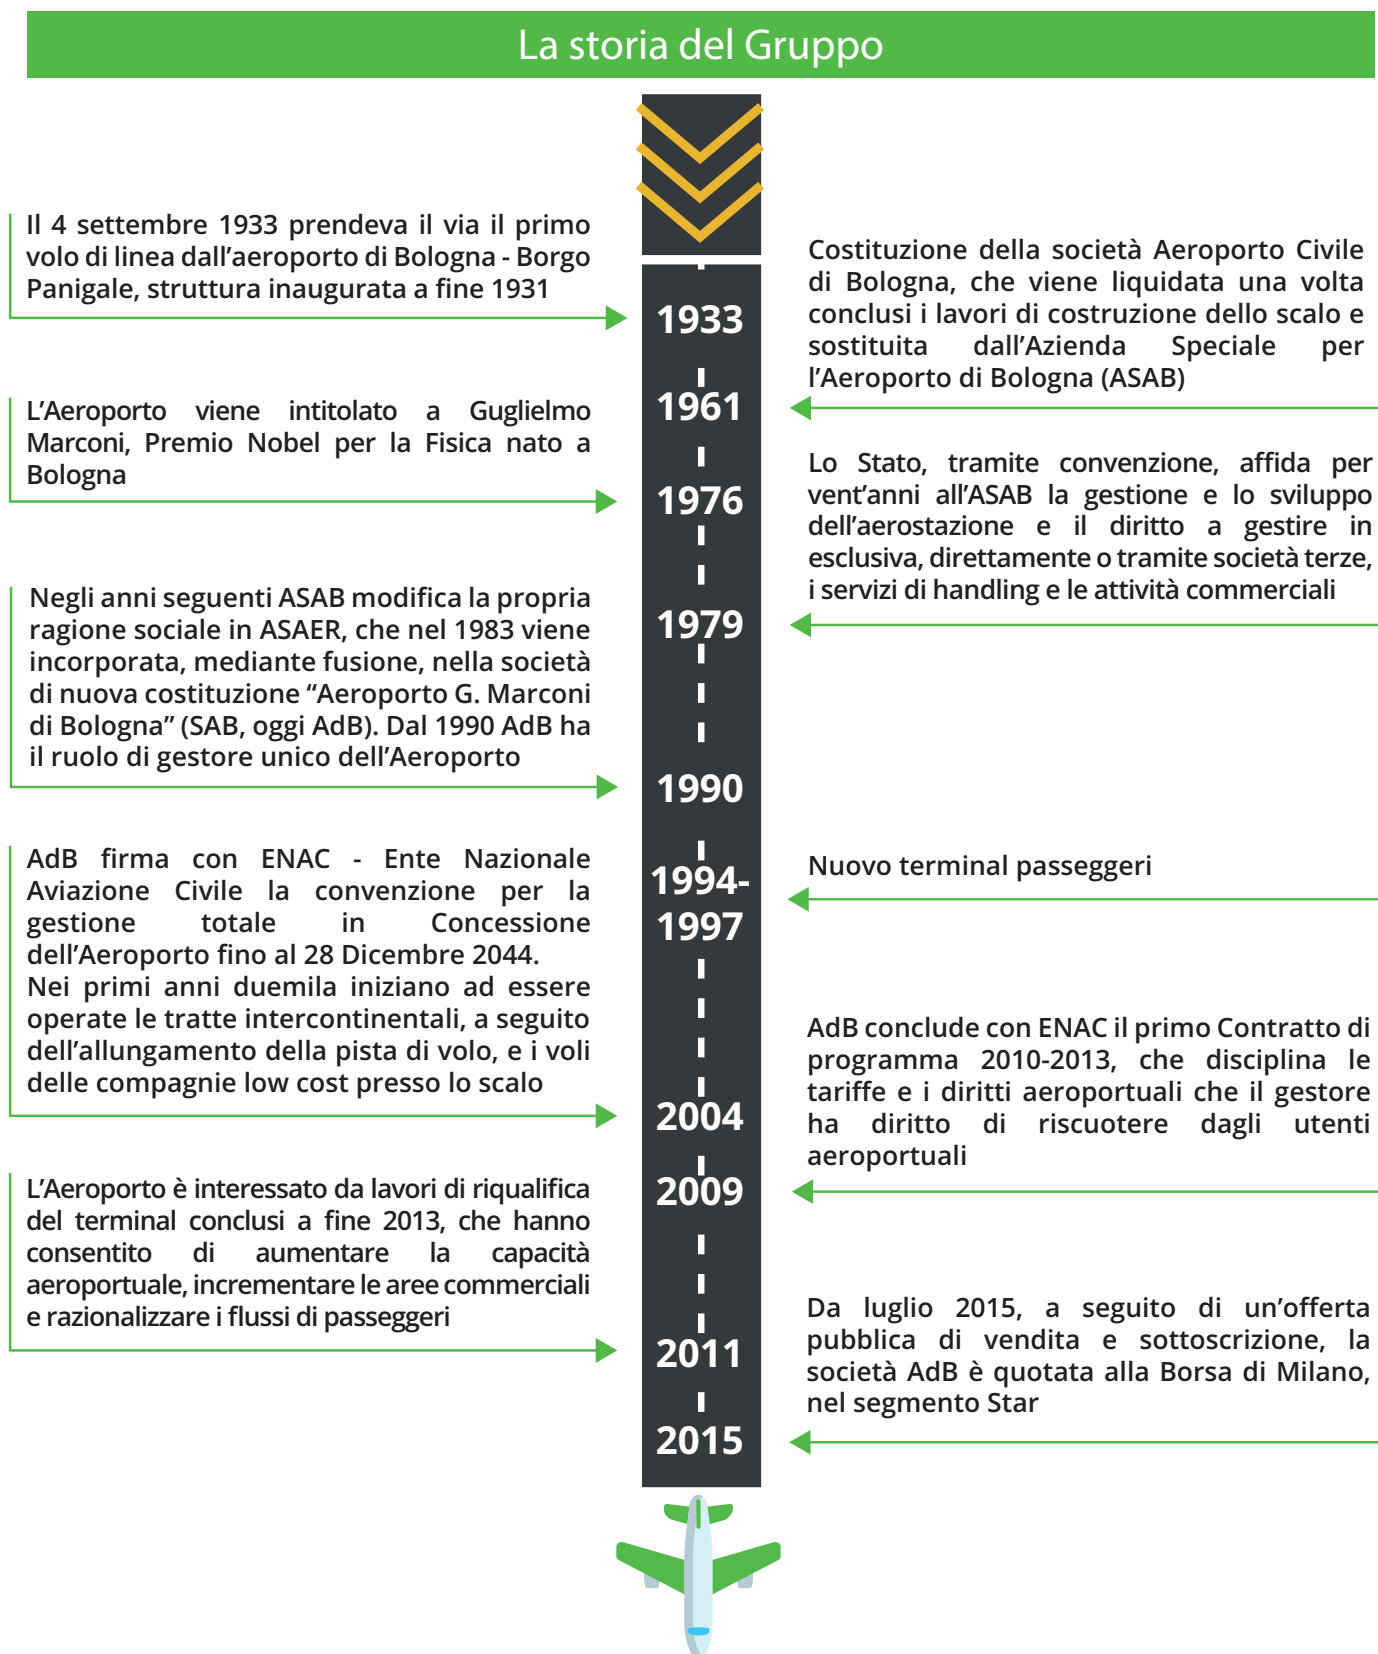 La storia del Gruppo
Il 4 settembre 1933 prendeva il via il primo
volo di linea dall’aeroporto di Bologna - Borgo
Panigale, struttura inaugurata a fine 1931
1933
Costituzione della società Aeroporto Civile
di Bologna, che viene liquidata una volta
conclusi i lavori di costruzione dello scalo e
sostituita dall’Azienda Speciale per
l’Aeroporto di Bologna (ASAB)
1961
L’Aeroporto viene intitolato a Guglielmo
Marconi, Premio Nobel per la Fisica nato a
Bologna
1976
Lo Stato, tramite convenzione, affida per
vent’anni all’ASAB la gestione e lo sviluppo
dell’aerostazione e il diritto a gestire in
esclusiva, direttamente o tramite società terze,
i servizi di handling e le attività commerciali
1979
Negli anni seguenti ASAB modifica la propria
ragione sociale in ASAER, che nel 1983 viene
incorporata, mediante fusione, nella società
di nuova costituzione “Aeroporto G. Marconi
di Bologna” (SAB, oggi AdB). Dal 1990 AdB ha
il ruolo di gestore unico dell’Aeroporto
1990
Nuovo terminal passeggeri
1994-
1997
AdB firma con ENAC - Ente Nazionale
Aviazione Civile la convenzione per la
gestione totale in Concessione
dell’Aeroporto fino al 28 Dicembre 2044.
Nei primi anni duemila iniziano ad essere
operate le tratte intercontinentali, a seguito
dell’allungamento della pista di volo, e i voli
delle compagnie low cost presso lo scalo
2004
AdB conclude con ENAC il primo Contratto di
programma 2010-2013, che disciplina le
tariffe e i diritti aeroportuali che il gestore
ha diritto di riscuotere dagli utenti
aeroportuali
2009
L’Aeroporto è interessato da lavori di riqualifica
del terminal conclusi a fine 2013, che hanno
consentito di aumentare la capacità
aeroportuale, incrementare le aree commerciali
e razionalizzare i flussi di passeggeri
2011
Da luglio 2015, a seguito di un’offerta
pubblica di vendita e sottoscrizione, la
società AdB è quotata alla Borsa di Milano,
nel segmento Star
2015